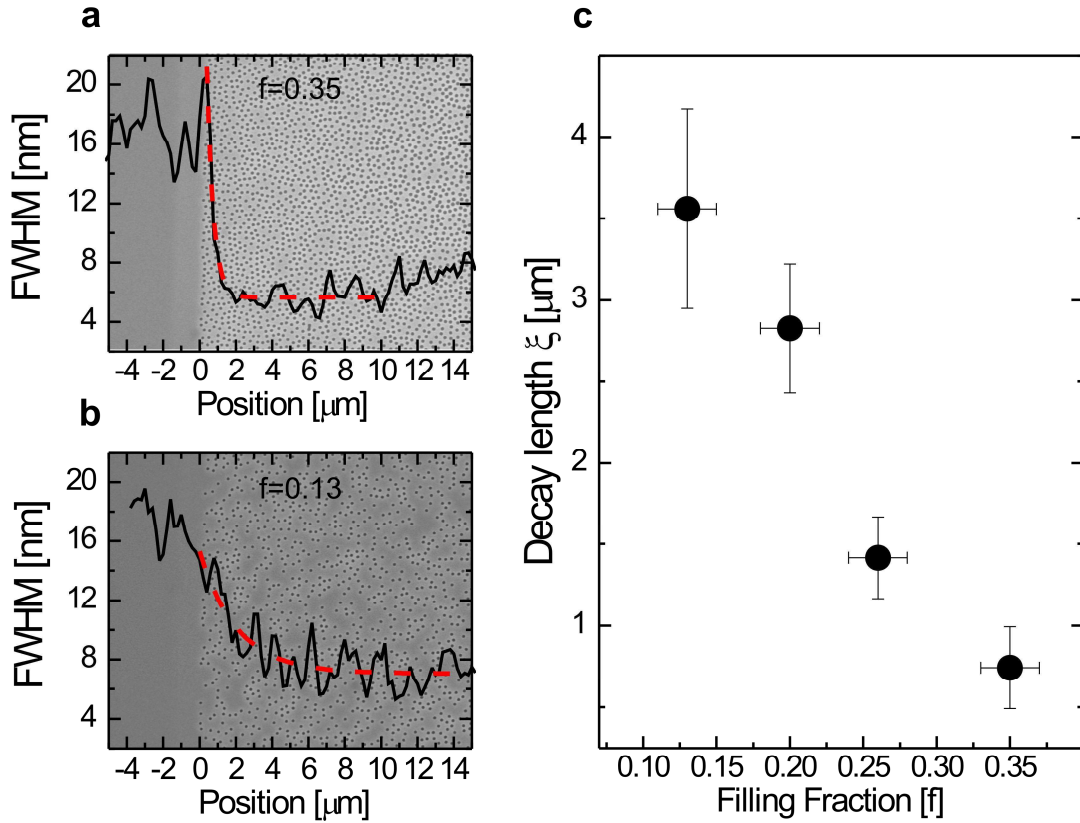 a
f=0.35
FWHM [nm]
20
16
12
8
4
-4 -2 0 2 4 6 8 10 12 14
Position [μm]
b
f=0.13
FWHM [nm]
20
16
12
8
4
-4 -2 0 2 4 6 8 10 12 14
Position [μm]
c
Decay length ξ [μm]
4
3
2
1
0.10 0.15 0.20 0.25 0.30 0.35
Filling Fraction [f]